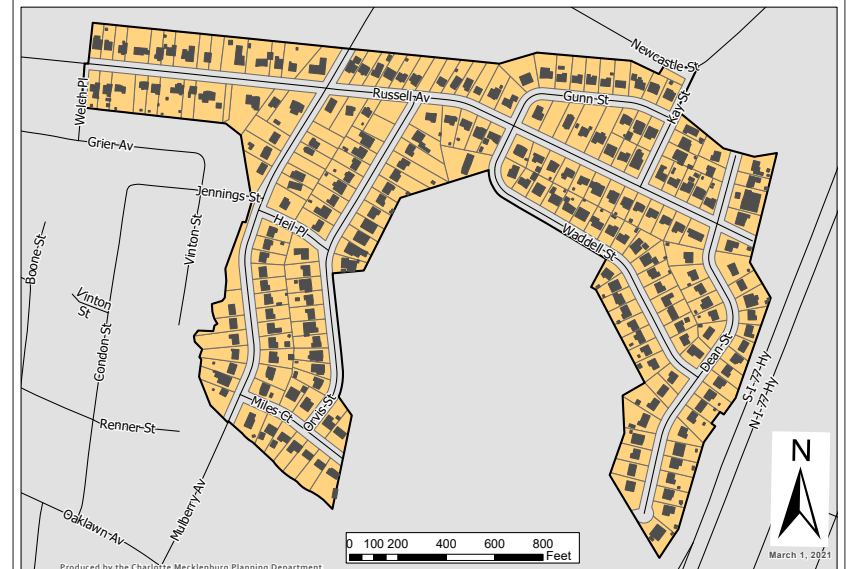 Newcastle St
Russell Av
Gunn St
Kay St
Welch Pl
Grier Av
Jennings St
Heil Pl
Vinton St
Waddell St
Boone St
Vinton
St
Condon St
Dean St
S-I-77-Hy
N-I-77-Hy
Miles Ct
Orvis St
Renner St
Mulberry Av
Oaklawn Av
N
0 100 200 400 600 800
Feet
March 1, 2021
Produced by the Charlotte Mecklenburg Planning Department